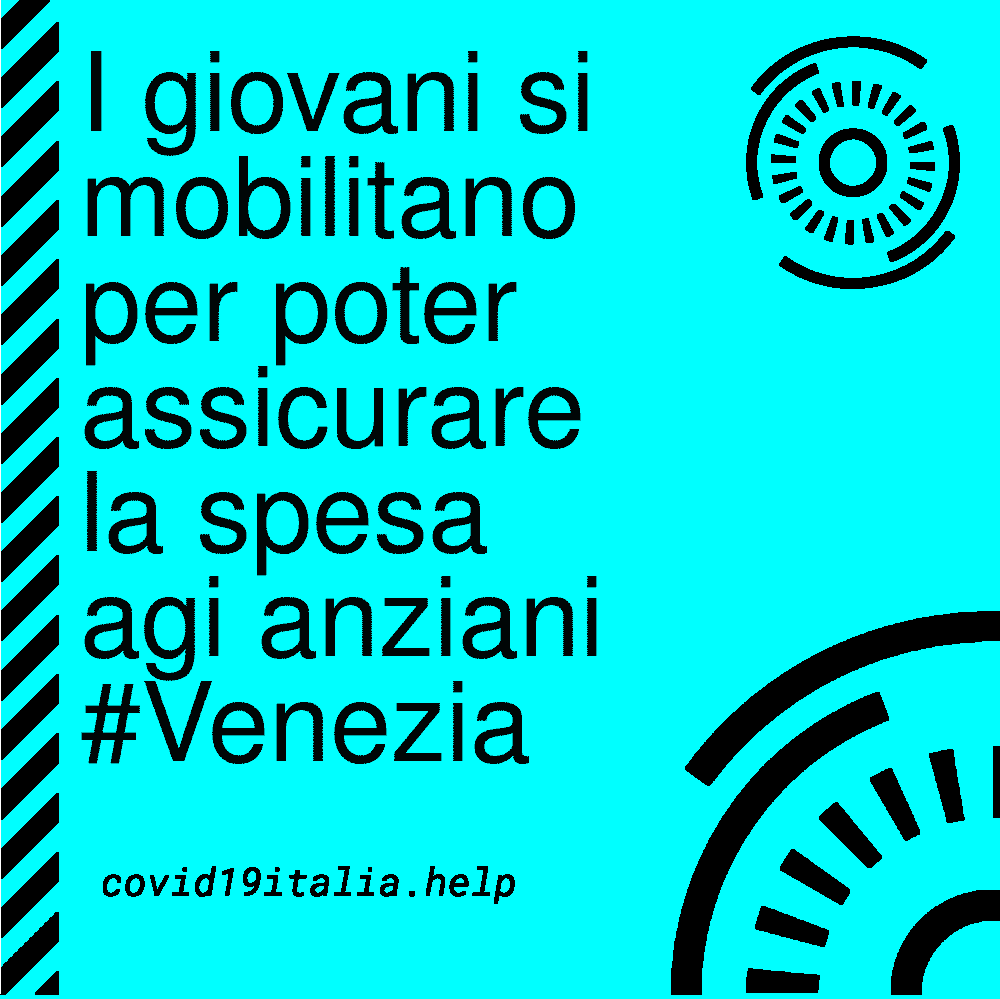 I giovani si
mobilitano
per poter
assicurare
la spesa
agi anziani
#Venezia
covid19italia.help